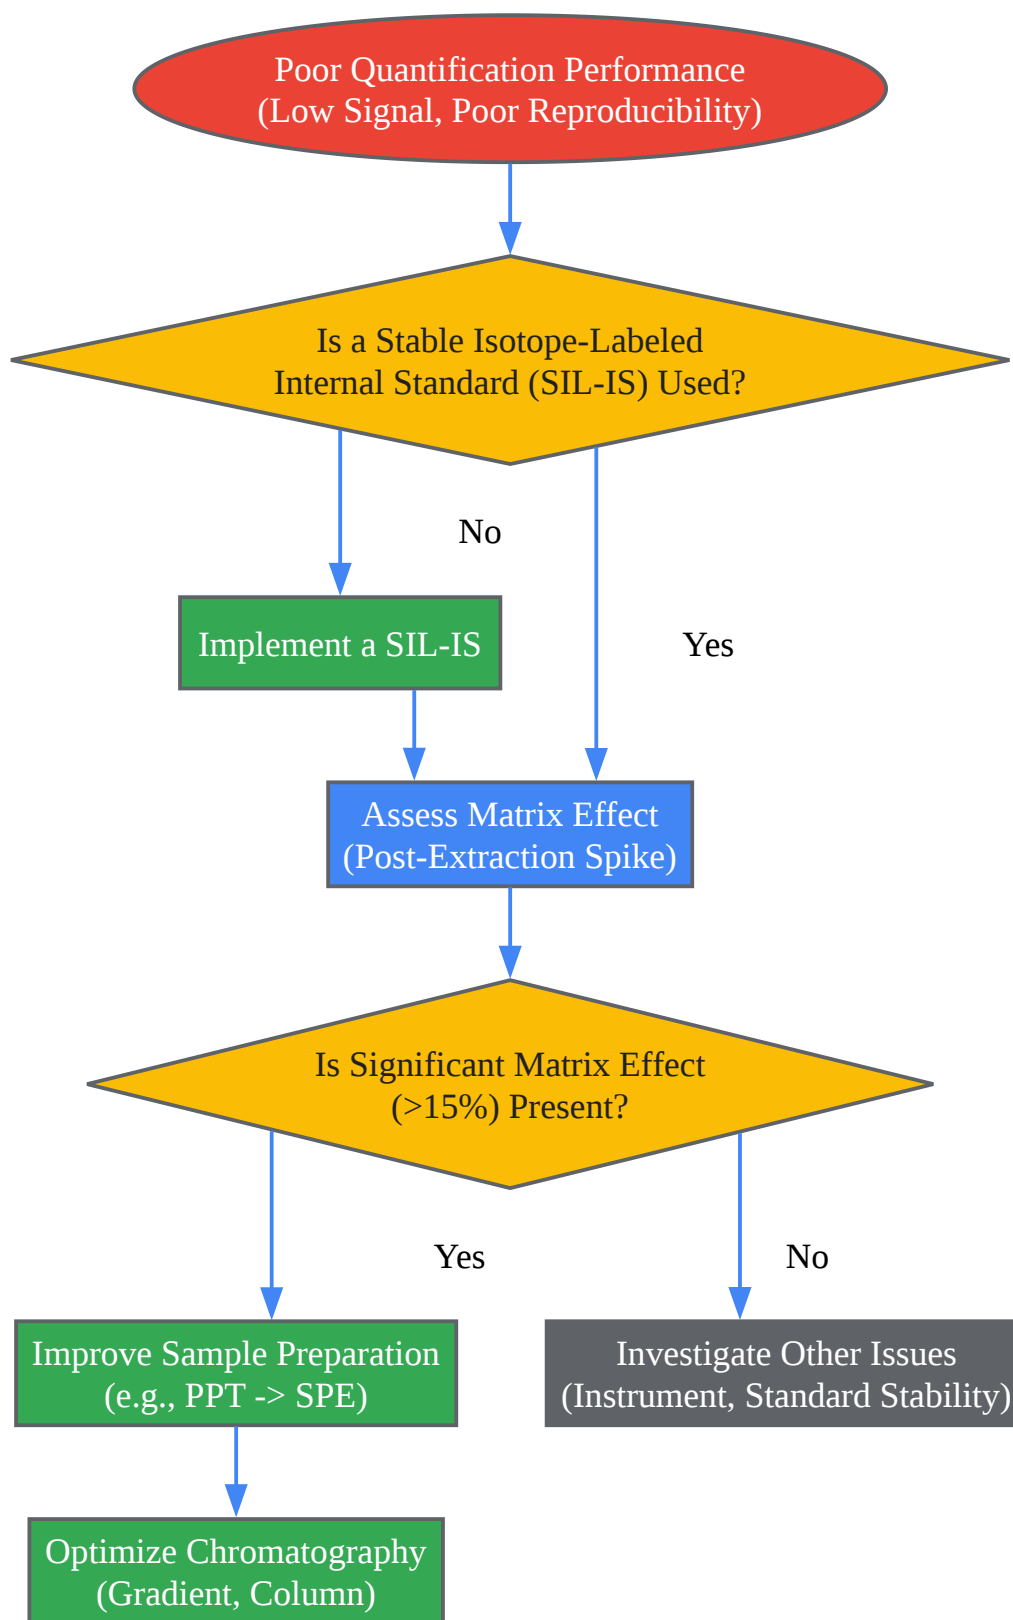 Poor Quantification Performance
(Low Signal, Poor Reproducibility)
Is a Stable Isotope-Labeled
Internal Standard (SIL-IS) Used?
No
Implement a SIL-IS
Yes
Assess Matrix Effect
(Post-Extraction Spike)
Is Significant Matrix Effect
(>15%) Present?
Yes
No
Improve Sample Preparation
(e.g., PPT -> SPE)
Investigate Other Issues
(Instrument, Standard Stability)
Optimize Chromatography
(Gradient, Column)